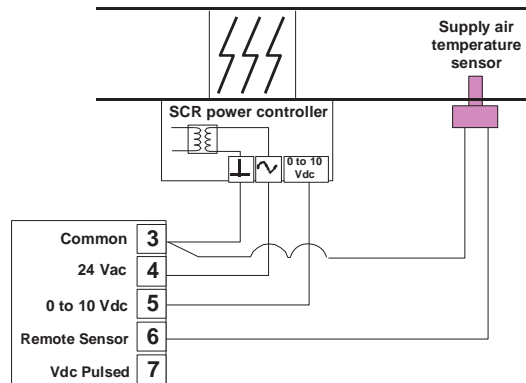 Supply air
temperature
sensor
SCR power controller
0 to 10
Vdc
Common 3
24 Vac 4
0 to 10 Vdc 5
Remote Sensor 6
Vdc Pulsed 7